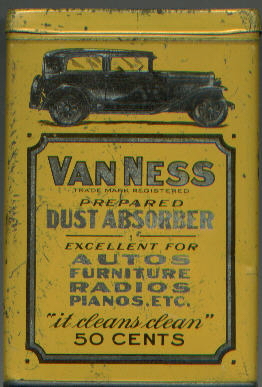 VAN NESS
TRADE MARK REGISTERED
PREPARED
DUST ABSORBER
EXCELLENT FOR
AUTOS
FURNITURE
RADIOS
PIANOS, ETC.
"it cleans clean"
50 CENTS